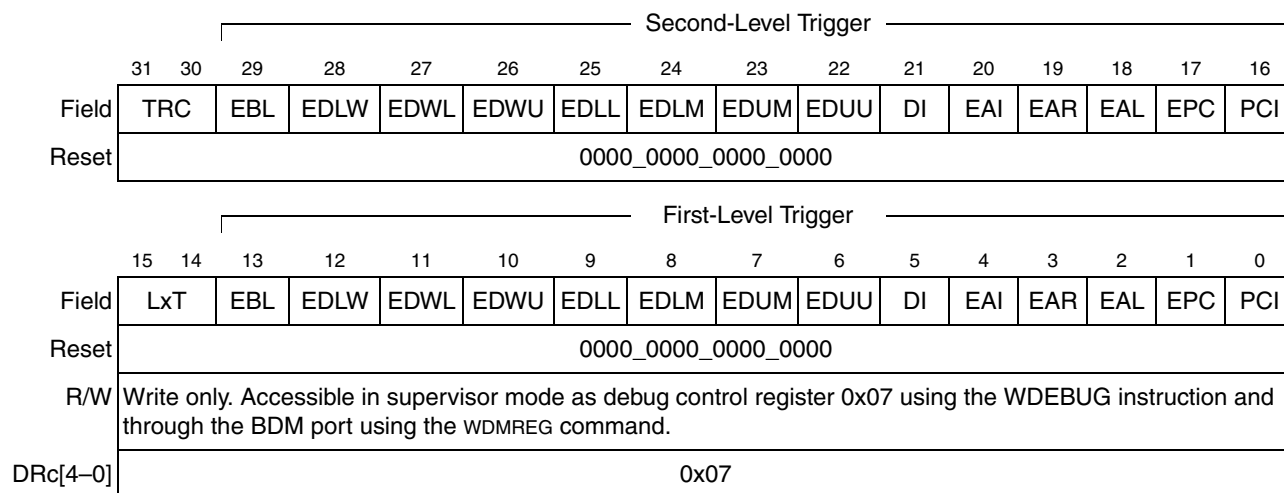 Second-Level Trigger
31 30 29 28 27 26 25 24 23 22 21 20 19 18 17 16
Field TRC EBL EDLW EDWL EDWU EDLL EDLM EDUM EDUU DI EAI EAR EAL EPC PCI
Reset 0000_0000_0000_0000
First-Level Trigger
15 14 13 12 11 10 9 8 7 6 5 4 3 2 1 0
Field LxT EBL EDLW EDWL EDWU EDLL EDLM EDUM EDUU DI EAI EAR EAL EPC PCI
Reset 0000_0000_0000_0000
R/W Write only. Accessible in supervisor mode as debug control register 0x07 using the WDEBUG instruction and
through the BDM port using the WDMREG command.
DRc[4–0] 0x07